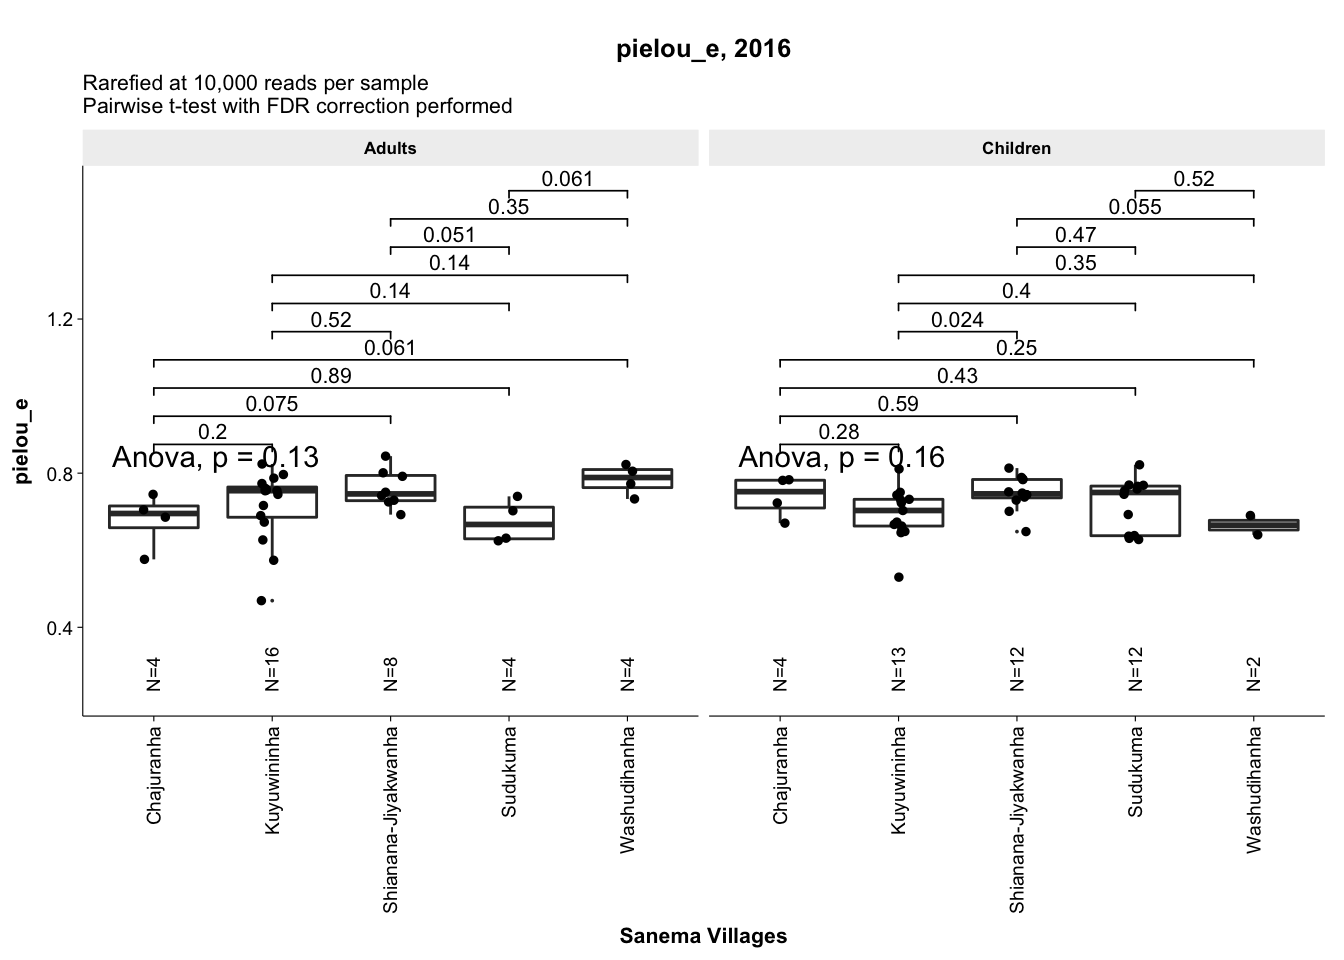 pielou_e, 2016
Rarefied at 10,000 reads per sample
Pairwise t-test with FDR correction performed
Adults
0.061
0.35
0.051
0.14
0.14
0.52
0.061
0.89
0.075
0.2
Anova, p = 0.13
N=4
N=16
N=8
N=4
N=4
Children
0.52
0.055
0.47
0.35
0.4
0.024
0.25
0.43
0.59
0.28
Anova, p = 0.16
N=4
N=13
N=12
N=12
N=2
pielou_e
1.2
0.8
0.4
Chajuranha
Kuyuwininha
Shianana-Jiyakwanha
Sudukuma
Washudihanha
Chajuranha
Kuyuwininha
Shianana-Jiyakwanha
Sudukuma
Washudihanha
Sanema Villages